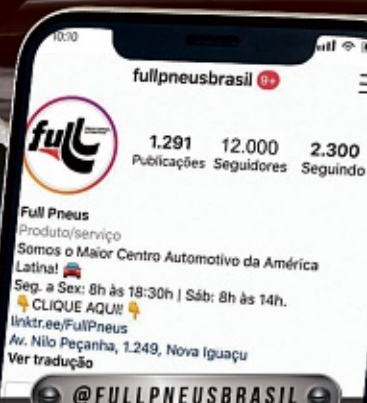 10:10
fullpneusbrasil 9+
full
1.291 12.000 2.300
Publicações Seguidores Seguindo
Full Pneus
Produto/serviço
Somos o Maior Centro Automotivo da América
Latina! 🚘
Seg. a Sex: 8h às 18:30h | Sáb: 8h às 14h.
👇CLIQUE AQUI! 👇
linktr.ee/FullPneus
Av. Nilo Peçanha, 1.249, Nova Iguaçu
Ver tradução
@FULLPNEUSBRASIL